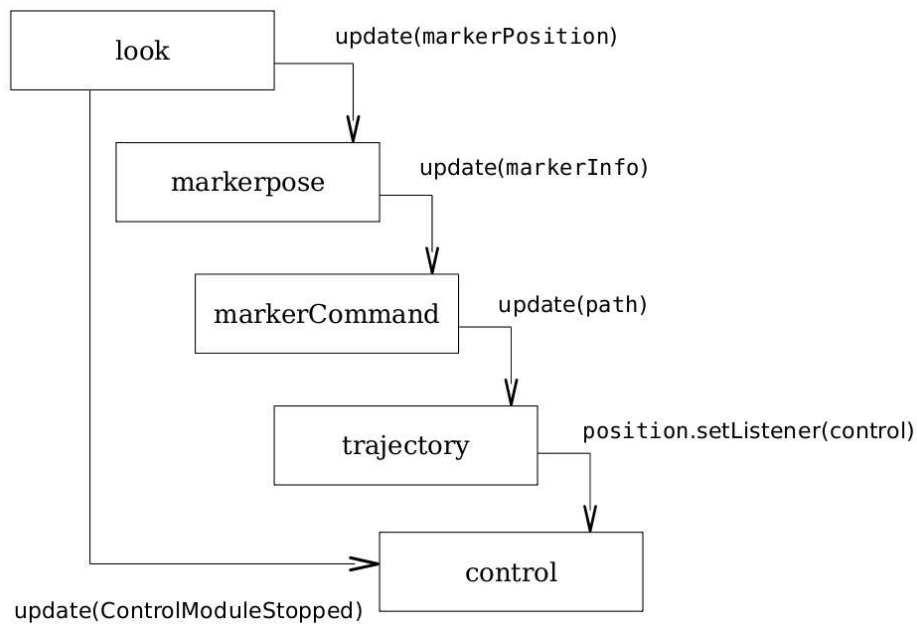 look
update(markerPosition)
markerpose
update(markerInfo)
markerCommand
update(path)
trajectory
position.setListener(control)
control
update(ControlModuleStopped)